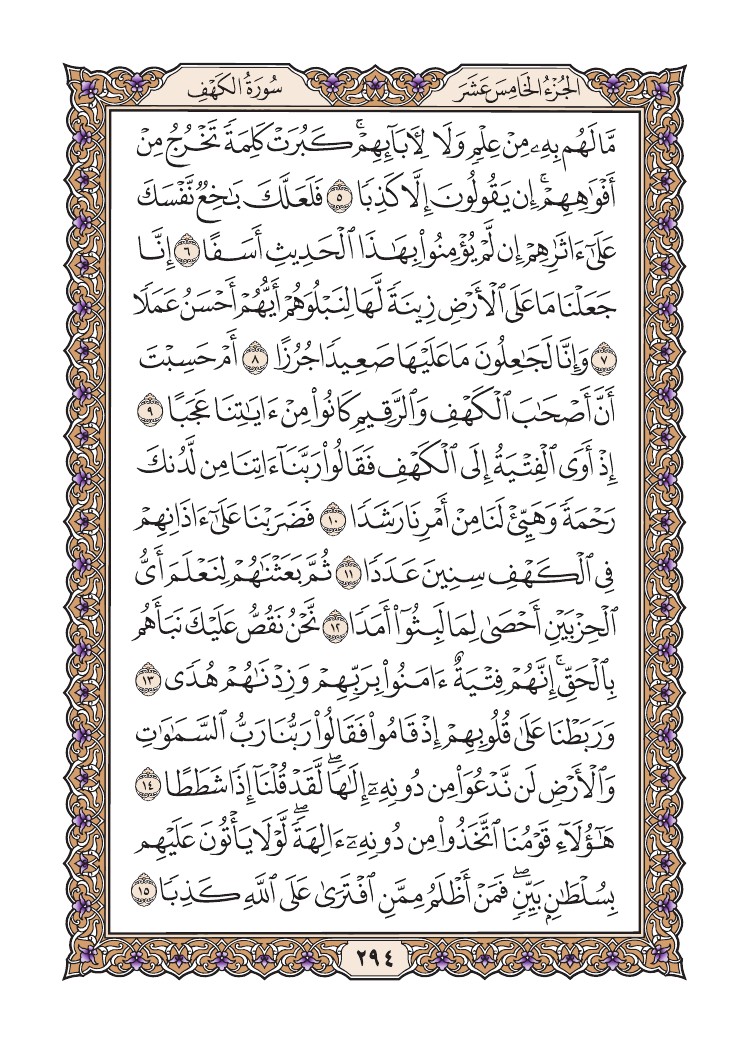 الجُزْءُ الخَامِسَ عَشَرَ
سُورَةُ الكَهْفِ
مَّا لَهُم بِهِۦ مِنْ عِلْمٍ وَلَا لِأَبَآئِهِمْۚ كَبُرَتْ كَلِمَةً تَخْرُجُ مِنْ
أَفْوَٰهِهِمْۚ إِن يَقُولُونَ إِلَّا كَذِبًا ٥ فَلَعَلَّكَ بَٰخِعٌ نَّفْسَكَ
عَلَىٰٓ ءَاثَٰرِهِمْ إِن لَّمْ يُؤْمِنُوا۟ بِهَٰذَا ٱلْحَدِيثِ أَسَفًا ٦ إِنَّا
جَعَلْنَا مَا عَلَى ٱلْأَرْضِ زِينَةً لَّهَا لِنَبْلُوَهُمْ أَيُّهُمْ أَحْسَنُ عَمَلًا
٧ وَإِنَّا لَجَٰعِلُونَ مَا عَلَيْهَا صَعِيدًا جُرُزًا ٨ أَمْ حَسِبْتَ
أَنَّ أَصْحَٰبَ ٱلْكَهْفِ وَٱلرَّقِيمِ كَانُوا۟ مِنْ ءَايَٰتِنَا عَجَبًا ٩
إِذْ أَوَى ٱلْفِتْيَةُ إِلَى ٱلْكَهْفِ فَقَالُوا۟ رَبَّنَآ ءَاتِنَا مِن لَّدُنكَ
رَحْمَةً وَهَيِّئْ لَنَا مِنْ أَمْرِنَا رَشَدًا ١٠ فَضَرَبْنَا عَلَىٰٓ ءَاذَانِهِمْ
فِى ٱلْكَهْفِ سِنِينَ عَدَدًا ١١ ثُمَّ بَعَثْنَٰهُمْ لِنَعْلَمَ أَىُّ
ٱلْحِزْبَيْنِ أَحْصَىٰ لِمَا لَبِثُوٓا۟ أَمَدًا ١٢ نَّحْنُ نَقُصُّ عَلَيْكَ نَبَأَهُم
بِٱلْحَقِّۚ إِنَّهُمْ فِتْيَةٌ ءَامَنُوا۟ بِرَبِّهِمْ وَزِدْنَٰهُمْ هُدًى ١٣
وَرَبَطْنَا عَلَىٰ قُلُوبِهِمْ إِذْ قَامُوا۟ فَقَالُوا۟ رَبُّنَا رَبُّ ٱلسَّمَٰوَٰتِ
وَٱلْأَرْضِ لَن نَّدْعُوَا۟ مِن دُونِهِۦٓ إِلَٰهًاۖ لَّقَدْ قُلْنَآ إِذًا شَطَطًا ١٤
هَٰٓؤُلَآءِ قَوْمُنَا ٱتَّخَذُوا۟ مِن دُونِهِۦٓ ءَالِهَةًۖ لَّوْلَا يَأْتُونَ عَلَيْهِم
بِسُلْطَٰنٍۭ بَيِّنٍۖ فَمَنْ أَظْلَمُ مِمَّنِ ٱفْتَرَىٰ عَلَى ٱللَّهِ كَذِبًا ١٥
٢٩٤